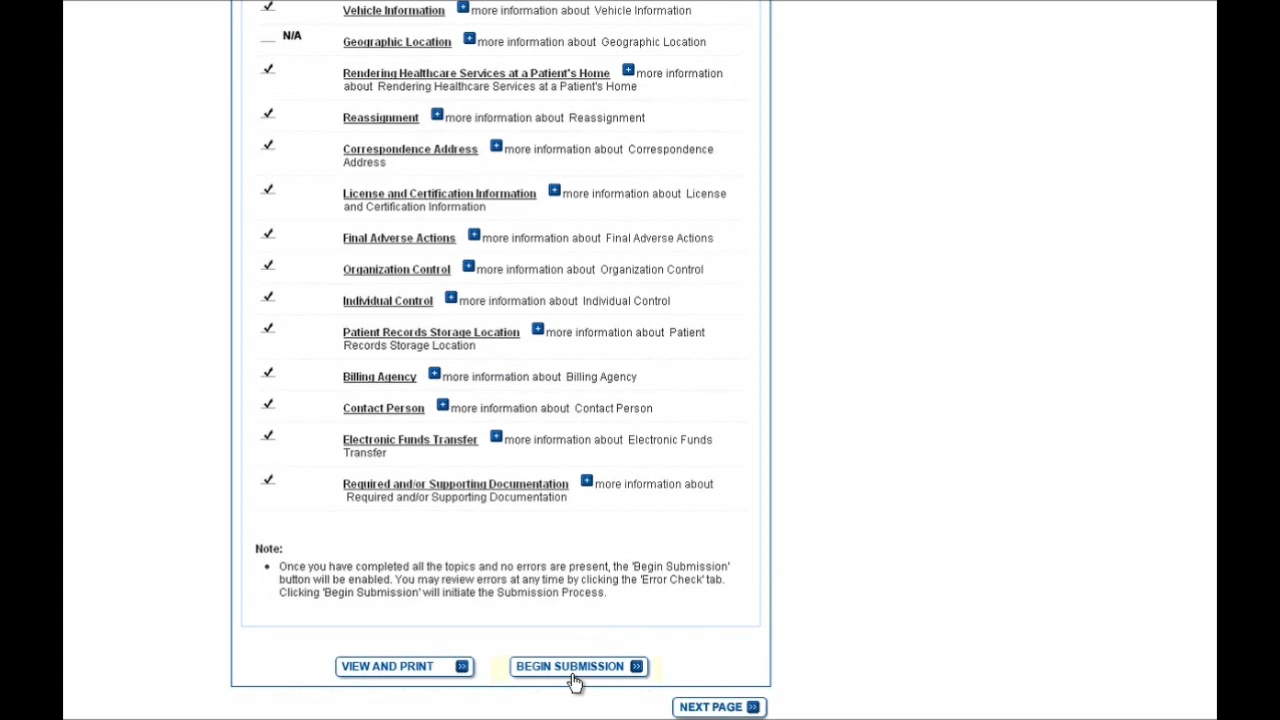 Vehicle Information more information about Vehicle Information
N/A Geographic Location more information about Geographic Location
Rendering Healthcare Services at a Patient's Home more information
about Rendering Healthcare Services at a Patient's Home
Reassignment more information about Reassignment
Correspondence Address more information about Correspondence
Address
License and Certification Information more information about License
and Certification Information
Final Adverse Actions more information about Final Adverse Actions
Organization Control more information about Organization Control
Individual Control more information about Individual Control
Patient Records Storage Location more information about Patient
Records Storage Location
Billing Agency more information about Billing Agency
Contact Person more information about Contact Person
Electronic Funds Transfer more information about Electronic Funds
Transfer
Required and/or Supporting Documentation more information about
Required and/or Supporting Documentation
Note:
• Once you have completed all the topics and no errors are present, the 'Begin Submission'
button will be enabled. You may review errors at any time by clicking the 'Error Check' tab.
Clicking 'Begin Submission' will initiate the Submission Process.
VIEW AND PRINT BEGIN SUBMISSION
NEXT PAGE